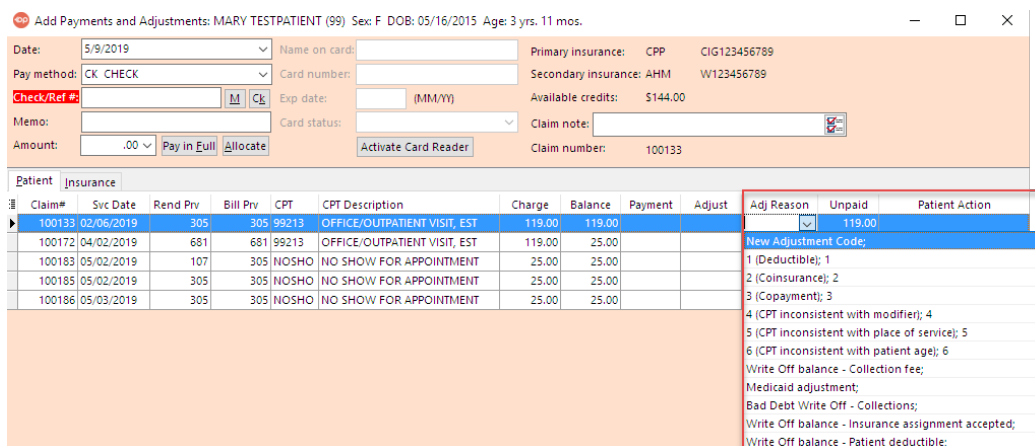 Add Payments and Adjustments: MARY TESTPATIENT (99) Sex: F DOB: 05/16/2015 Age: 3 yrs. 11 mos.
Date: 5/9/2019 Name on card: Primary insurance: CPP CIG123456789
Pay method: CK CHECK Card number: Secondary insurance: AHM W123456789
Check/Ref #: M Ck Exp date: (MM/YY) Available credits: $144.00
Memo: Card status: Claim note:
Amount: .00 Pay in Full Allocate Activate Card Reader Claim number: 100133
Patient Insurance
Claim# Svc Date Rend Prv Bill Prv CPT CPT Description Charge Balance Payment Adjust Adj Reason Unpaid Patient Action
100133 02/06/2019 305 305 99213 OFFICE/OUTPATIENT VISIT, EST 119.00 119.00 119.00
100172 04/02/2019 681 681 99213 OFFICE/OUTPATIENT VISIT, EST 119.00 25.00 New Adjustment Code;
100183 05/02/2019 107 305 NOSHO NO SHOW FOR APPOINTMENT 25.00 25.00 1 (Deductible); 1
100185 05/02/2019 305 305 NOSHO NO SHOW FOR APPOINTMENT 25.00 25.00 2 (Coinsurance); 2
100186 05/03/2019 305 305 NOSHO NO SHOW FOR APPOINTMENT 25.00 25.00 3 (Copayment); 3
4 (CPT inconsistent with modifier); 4
5 (CPT inconsistent with place of service); 5
6 (CPT inconsistent with patient age); 6
Write Off balance - Collection fee;
Medicaid adjustment;
Bad Debt Write Off - Collections;
Write Off balance - Insurance assignment accepted;
Write Off balance - Patient deductible;